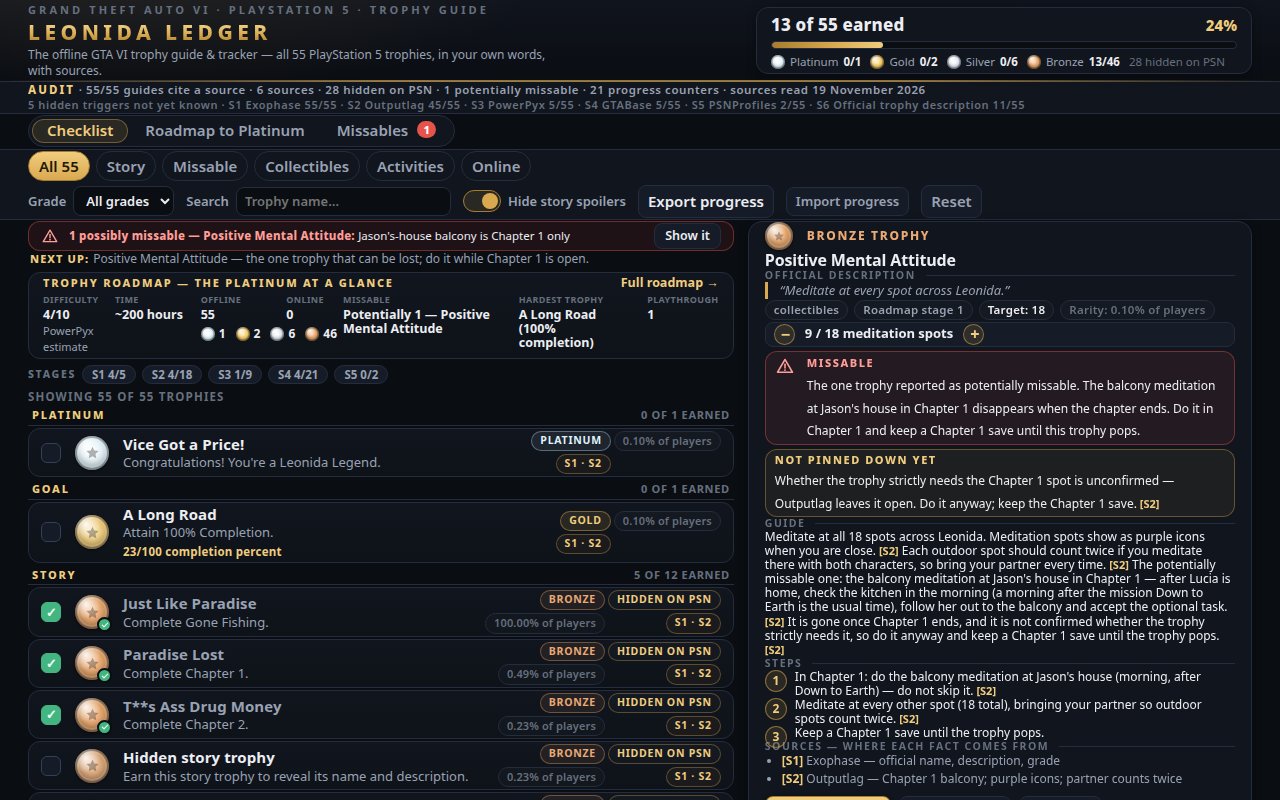 GRAND THEFT AUTO VI · PLAYSTATION 5 · TROPHY GUIDE
LEONIDA LEDGER
The offline GTA VI trophy guide & tracker — all 55 PlayStation 5 trophies, in your own words,
with sources.
13 of 55 earned
24%
Platinum 0/1 Gold 0/2 Silver 0/6 Bronze 13/46 28 hidden on PSN
AUDIT · 55/55 guides cite a source · 6 sources · 28 hidden on PSN · 1 potentially missable · 21 progress counters · sources read 19 November 2026
5 hidden triggers not yet known · S1 Exophase 55/55 · S2 Outputlag 45/55 · S3 PowerPyx 5/55 · S4 GTABase 5/55 · S5 PSNProfiles 2/55 · S6 Official trophy description 11/55
Checklist Roadmap to Platinum Missables 1
All 55 Story Missable Collectibles Activities Online
Grade All grades Search Trophy name... Hide story spoilers Export progress Import progress Reset
1 possibly missable — Positive Mental Attitude: Jason's-house balcony is Chapter 1 only Show it
NEXT UP: Positive Mental Attitude — the one trophy that can be lost; do it while Chapter 1 is open.
TROPHY ROADMAP — THE PLATINUM AT A GLANCE Full roadmap →
DIFFICULTY TIME OFFLINE ONLINE MISSABLE HARDEST TROPHY PLAYTHROUGH
4/10 ~200 hours 55 0 Potentially 1 — Positive A Long Road 1
PowerPyx 1 2 6 46 Mental Attitude (100%
estimate completion)
STAGES S1 4/5 S2 4/18 S3 1/9 S4 4/21 S5 0/2
SHOWING 55 OF 55 TROPHIES
PLATINUM 0 OF 1 EARNED
Vice Got a Price! PLATINUM 0.10% of players
Congratulations! You're a Leonida Legend. S1 · S2
GOAL 0 OF 1 EARNED
A Long Road GOLD 0.10% of players
Attain 100% Completion. S1 · S2
23/100 completion percent
STORY 5 OF 12 EARNED
Just Like Paradise BRONZE HIDDEN ON PSN
Complete Gone Fishing. 100.00% of players S1 · S2
Paradise Lost BRONZE HIDDEN ON PSN
Complete Chapter 1. 0.49% of players S1 · S2
T**s Ass Drug Money BRONZE HIDDEN ON PSN
Complete Chapter 2. 0.23% of players S1 · S2
Hidden story trophy BRONZE HIDDEN ON PSN
Earn this story trophy to reveal its name and description. 0.23% of players S1 · S2
BRONZE TROPHY
Positive Mental Attitude
OFFICIAL DESCRIPTION
“Meditate at every spot across Leonida.”
collectibles Roadmap stage 1 Target: 18 Rarity: 0.10% of players
− 9 / 18 meditation spots +
MISSABLE
The one trophy reported as potentially missable. The balcony meditation
at Jason's house in Chapter 1 disappears when the chapter ends. Do it in
Chapter 1 and keep a Chapter 1 save until this trophy pops.
NOT PINNED DOWN YET
Whether the trophy strictly needs the Chapter 1 spot is unconfirmed —
Outputlag leaves it open. Do it anyway; keep the Chapter 1 save. [S2]
GUIDE
Meditate at all 18 spots across Leonida. Meditation spots show as purple icons
when you are close. [S2] Each outdoor spot should count twice if you meditate
there with both characters, so bring your partner every time. [S2] The potentially
missable one: the balcony meditation at Jason's house in Chapter 1 — after Lucia is
home, check the kitchen in the morning (a morning after the mission Down to
Earth is the usual time), follow her out to the balcony and accept the optional task.
[S2] It is gone once Chapter 1 ends, and it is not confirmed whether the trophy
strictly needs it, so do it anyway and keep a Chapter 1 save until the trophy pops.
[S2]
STEPS
1 In Chapter 1: do the balcony meditation at Jason's house (morning, after
Down to Earth) — do not skip it. [S2]
2 Meditate at every other spot (18 total), bringing your partner so outdoor
spots count twice. [S2]
3 Keep a Chapter 1 save until the trophy pops.
SOURCES — WHERE EACH FACT COMES FROM
• [S1] Exophase — official name, description, grade
• [S2] Outputlag — Chapter 1 balcony; purple icons; partner counts twice